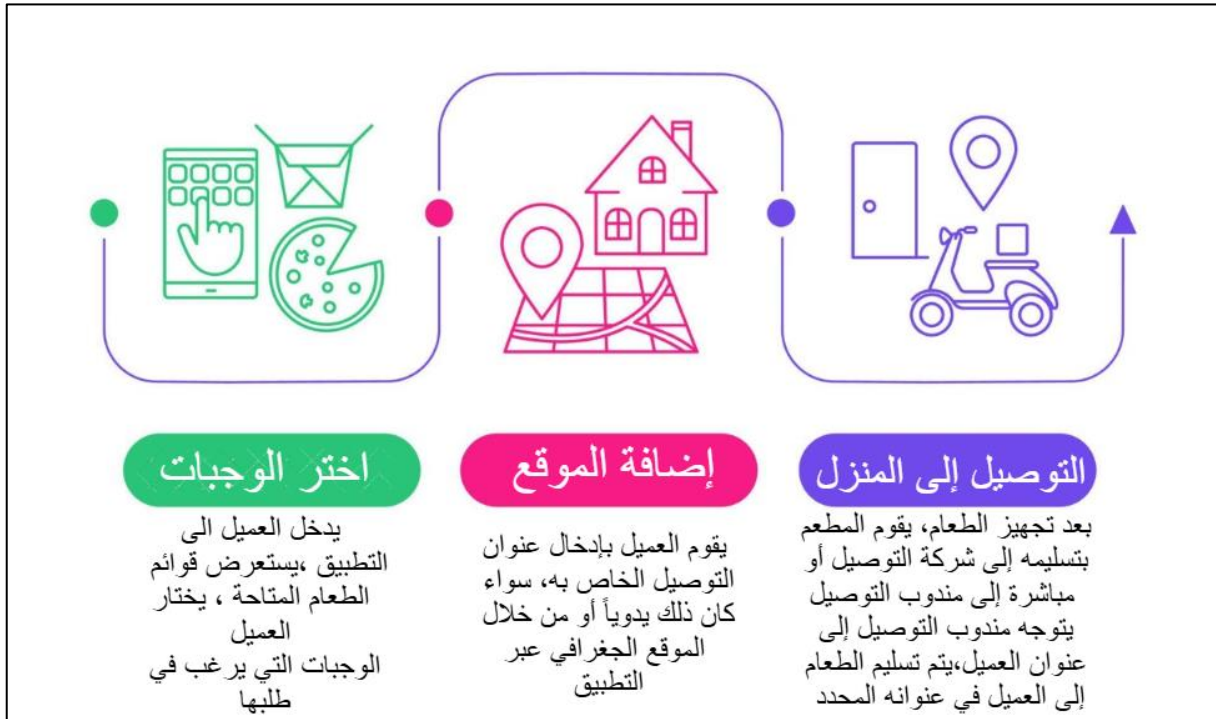 اختر الوجبات
يدخل العميل الى
التطبيق ،يستعرض قوائم
الطعام المتاحة ، يختار
العميل
الوجبات التي يرغب في
طلبها
إضافة الموقع
يقوم العميل بإدخال عنوان
التوصيل الخاص به، سواء
كان ذلك يدوياً أو من خلال
الموقع الجغرافي عبر
التطبيق
التوصيل إلى المنزل
بعد تجهيز الطعام، يقوم المطعم
بتسليمه إلى شركة التوصيل أو
مباشرة إلى مندوب التوصيل
يتوجه مندوب التوصيل إلى
عنوان العميل،يتم تسليم الطعام
إلى العميل في عنوانه المحدد